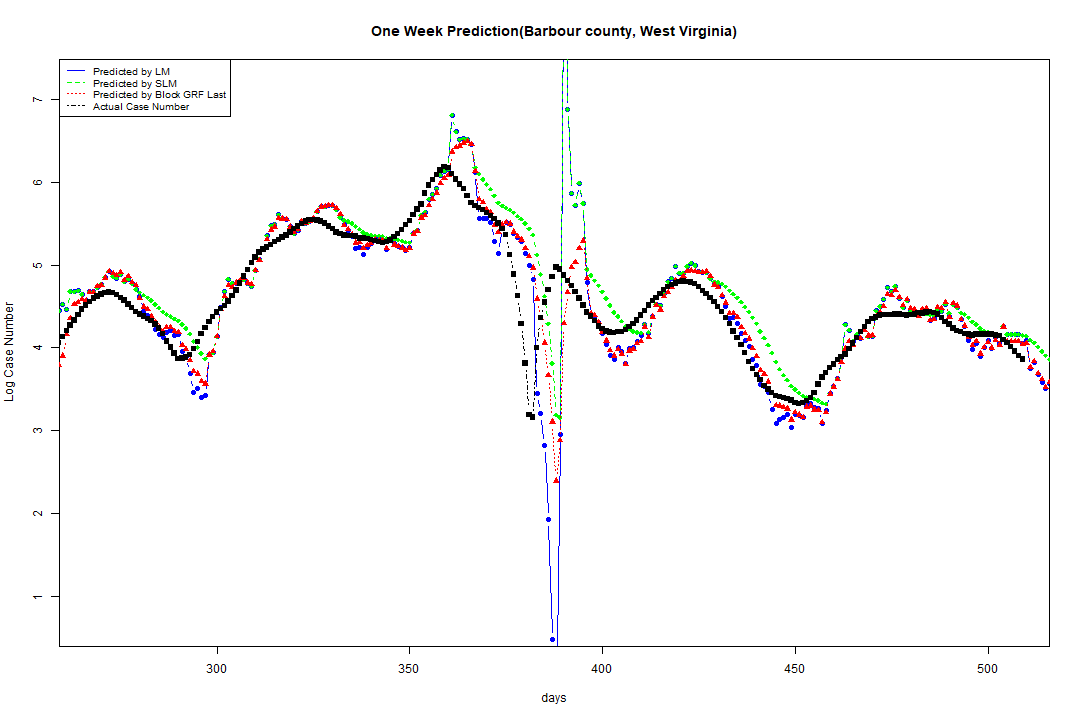 One Week Prediction(Barbour county, West Virginia)
Predicted by LM
Predicted by SLM
Predicted by Block GRF Last
Actual Case Number
7
6
5
4
3
2
1
Log Case Number
300 350 400 450 500
days